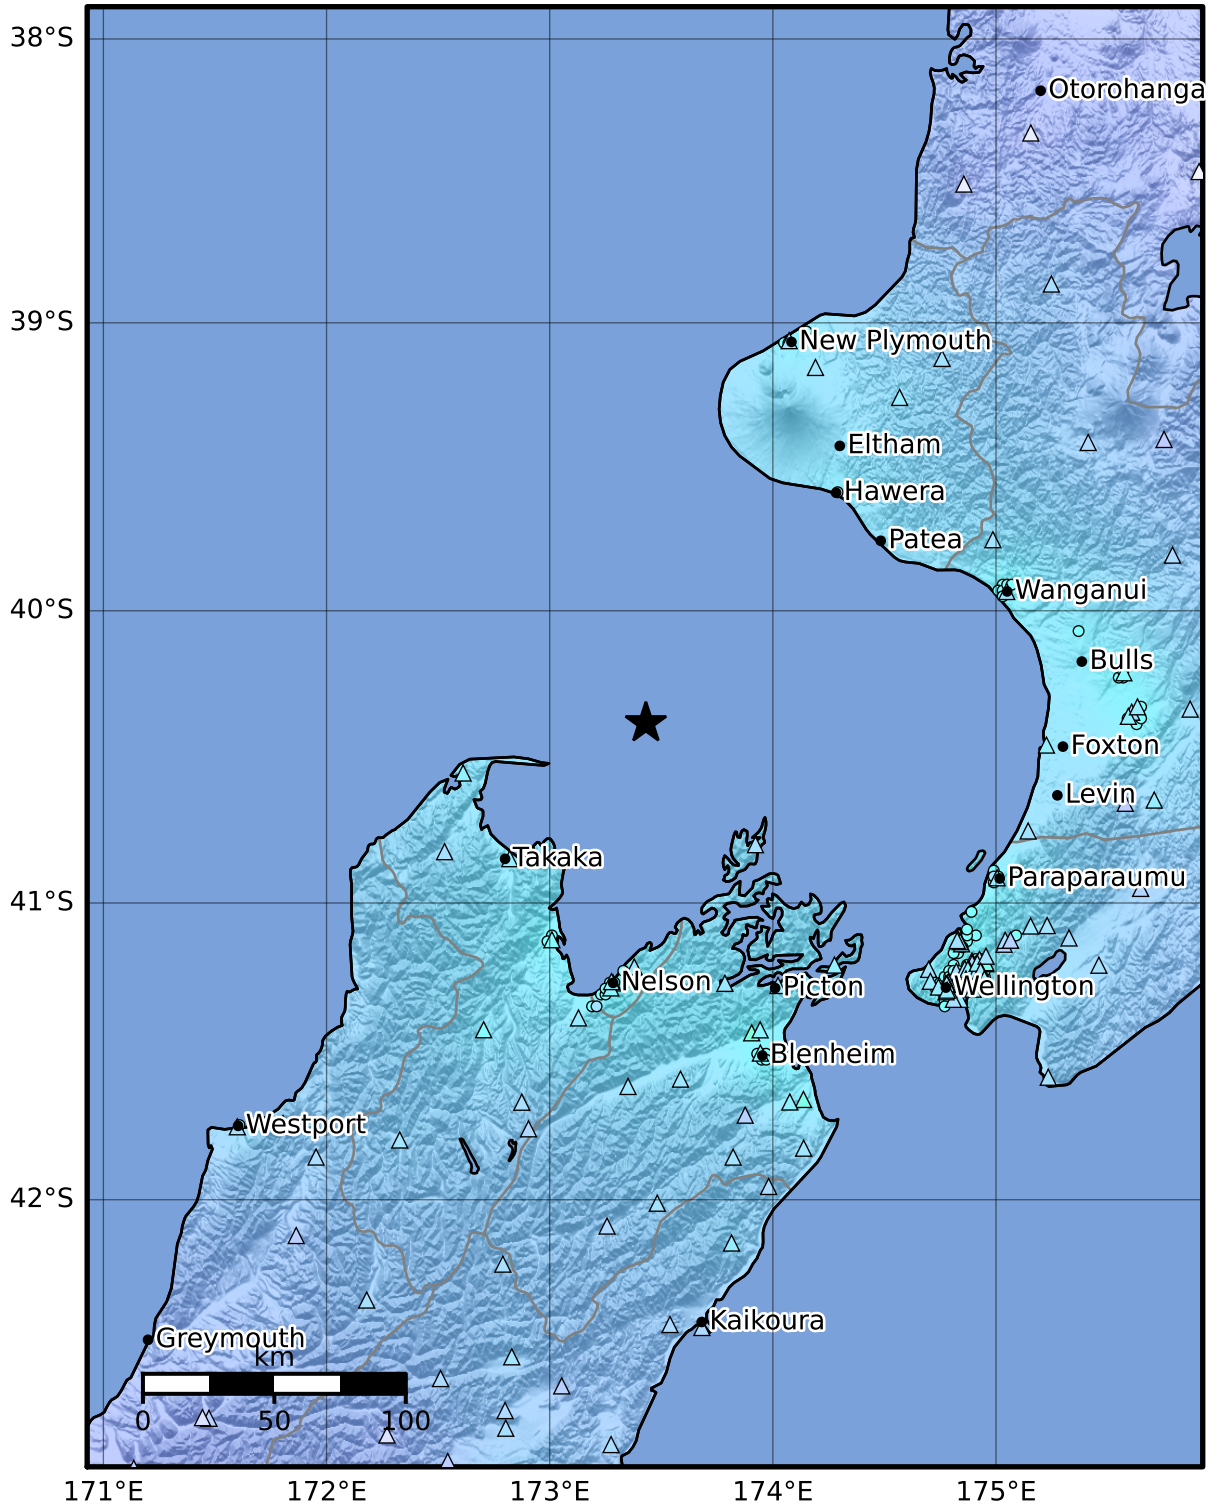 38°S
Otorohanga
39°S
New Plymouth
Eltham
Hawera
Patea
Wanganui
40°S
Bulls
Foxton
Levin
Takaka
Paraparaumu
41°S
Nelson
Picton
Wellington
Blenheim
Westport
42°S
Kaikoura
Greymouth
km
0 50 100
171°E 172°E 173°E 174°E 175°E